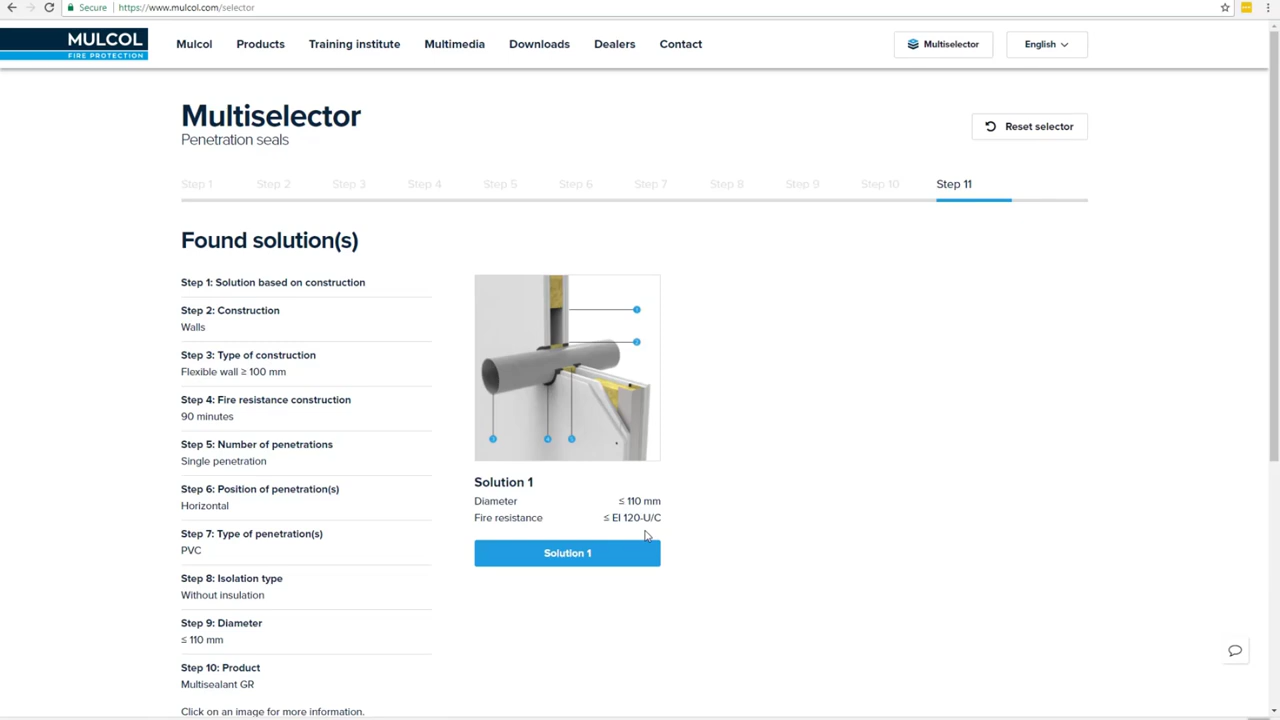 Secure
https://www.mulcol.com/selector
MULCOL
FIRE PROTECTION
Mulcol
Products
Training institute
Multimedia
Downloads
Dealers
Contact
Multiselector
English
Multiselector
Penetration seals
Reset selector
Step 1
Step 2
Step 3
Step 4
Step 5
Step 6
Step 7
Step 8
Step 9
Step 10
Step 11
Found solution(s)
Step 1: Solution based on construction
Step 2: Construction
Walls
Step 3: Type of construction
Flexible wall ≥ 100 mm
Step 4: Fire resistance construction
90 minutes
Step 5: Number of penetrations
Single penetration
Step 6: Position of penetration(s)
Horizontal
Step 7: Type of penetration(s)
PVC
Step 8: Isolation type
Without insulation
Step 9: Diameter
≤ 110 mm
Step 10: Product
Multisealant GR
Click on an image for more information.
1
2
3
4
5
Solution 1
Diameter ≤ 110 mm
Fire resistance ≤ EI 120-U/C
Solution 1